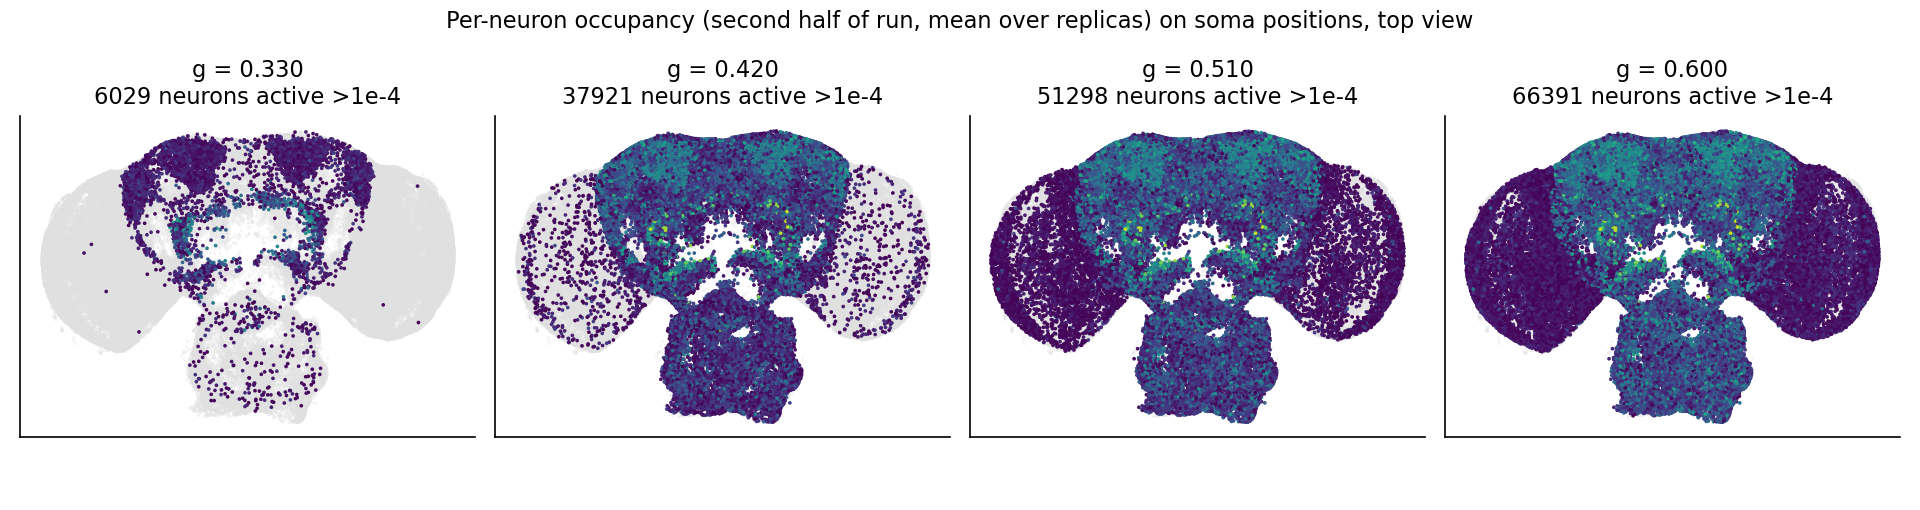 Per-neuron occupancy (second half of run, mean over replicas) on soma positions, top view
g = 0.330
6029 neurons active >1e-4
g = 0.420
37921 neurons active >1e-4
g = 0.510
51298 neurons active >1e-4
g = 0.600
66391 neurons active >1e-4